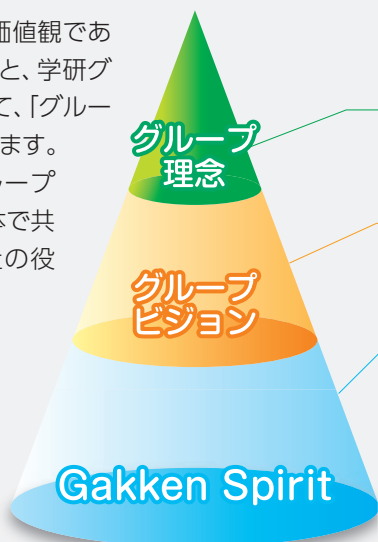 価値観であ
と、学研グ
て、「グルー
ます。
ープ
体で共
の役
グループ
理念
グループ
ビジョン
Gakken Spirit